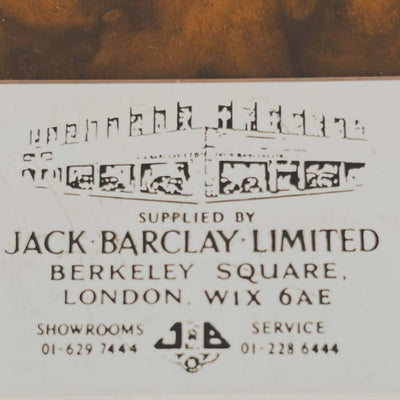 SUPPLIED BY
JACK·BARCLAY·LIMITED
BERKELEY SQUARE,
LONDON. W1X 6AE
SHOWROOMS SERVICE
01-629 7444 J&B 01-228 6444